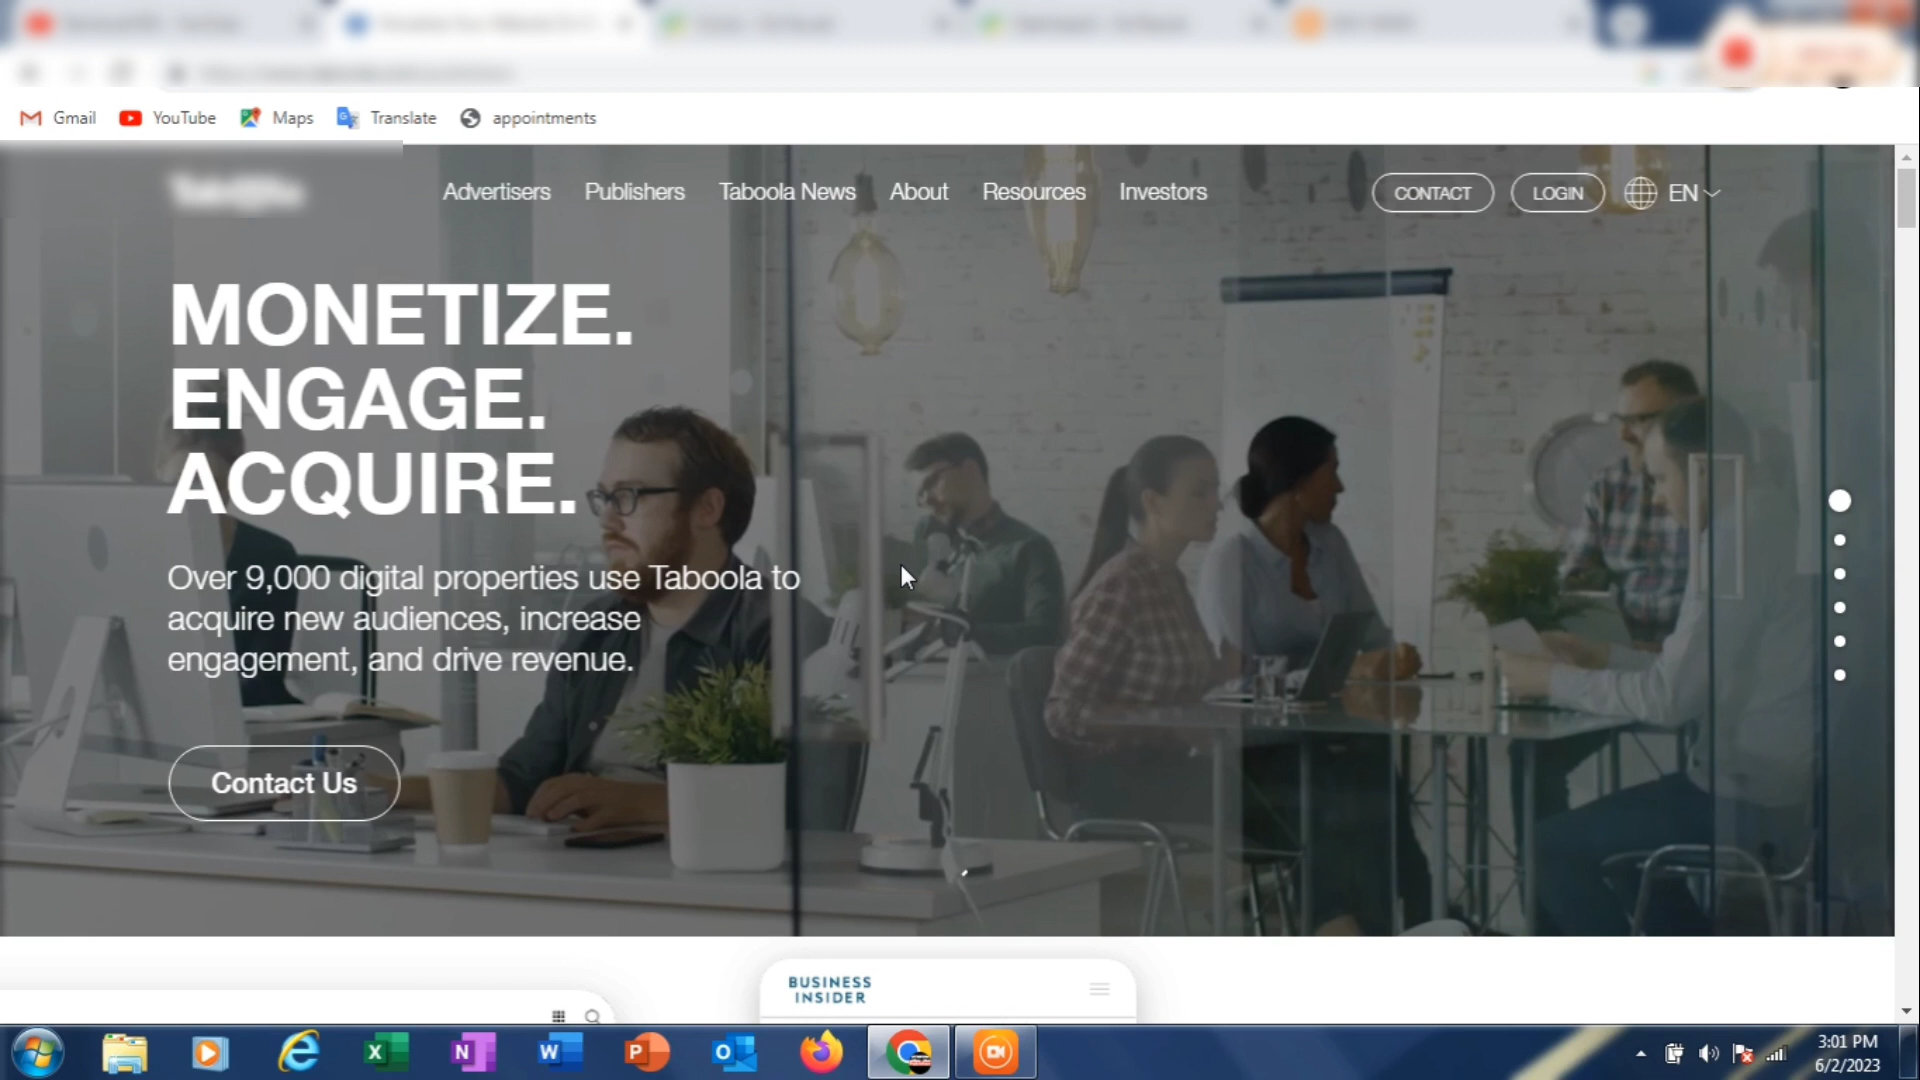 Gmail
YouTube
Maps
Translate
appointments
Advertisers
Publishers
Taboola News
About
Resources
Investors
CONTACT
LOGIN
EN
MONETIZE.
ENGAGE.
ACQUIRE.
Over 9,000 digital properties use Taboola to
acquire new audiences, increase
engagement, and drive revenue.
Contact Us
BUSINESS
INSIDER
3:01 PM
6/2/2023